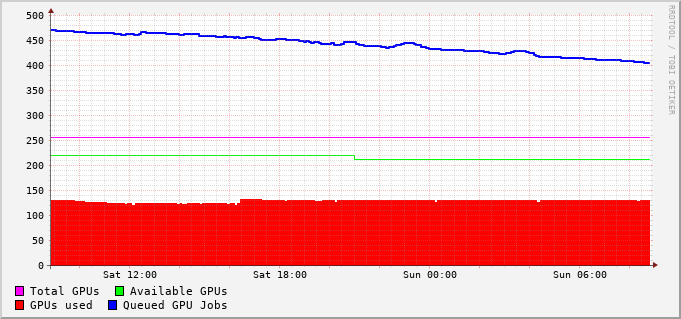 500
450
400
350
300
250
200
150
100
50
0
Sat 12:00 Sat 18:00 Sun 00:00 Sun 06:00
Total GPUs Available GPUs
GPUs used Queued GPU Jobs
RRDTOOL / TOBI OETIKER